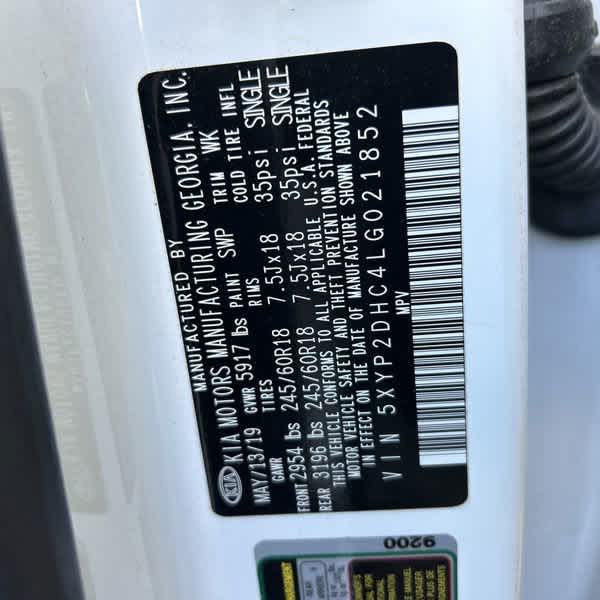 MANUFACTURED BY
KIA KIA MOTORS MANUFACTURING GEORGIA, INC.
MAY/13/19 GVWR 5917 lbs PAINT SWP TRIM WK
GAWR TIRES RIMS COLD TIRE INFL
FRONT 2954 lbs 245/60R18 7.5Jx18 35psi SINGLE
REAR 3196 lbs 245/60R18 7.5Jx18 35psi SINGLE
THIS VEHICLE CONFORMS TO ALL APPLICABLE U.S.A. FEDERAL
MOTOR VEHICLE SAFETY AND THEFT PREVENTION STANDARDS
IN EFFECT ON THE DATE OF MANUFACTURE SHOWN ABOVE
VIN 5XYP2DHC4LG021852
MPV
9200